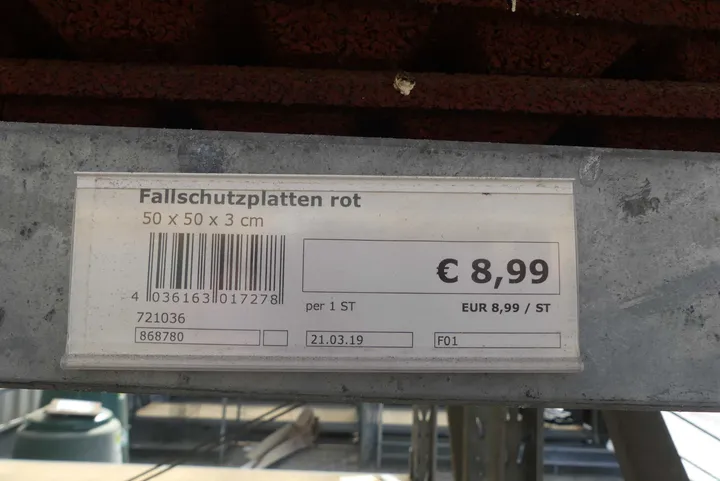 Fallschutzplatten rot
50 x 50 x 3 cm
€ 8,99
4 036163 017278
per 1 ST
EUR 8,99 / ST
721036
868780
21.03.19
F01